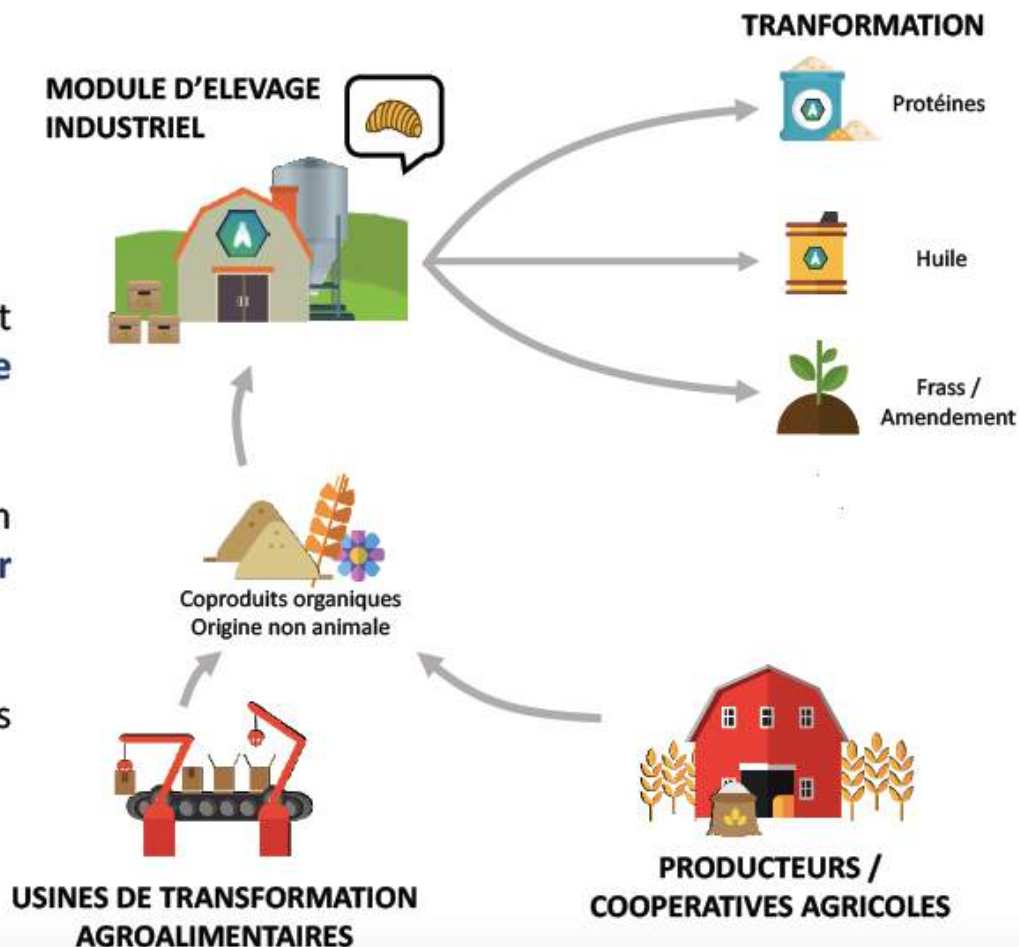 TRANFORMATION
MODULE D'ELEVAGE
INDUSTRIEL
Protéines
Huile
Frass /
Amendement
t
e
n
r
Coproduits organiques
Origine non animale
s
USINES DE TRANSFORMATION
AGROALIMENTAIRES
PRODUCTEURS /
COOPERATIVES AGRICOLES